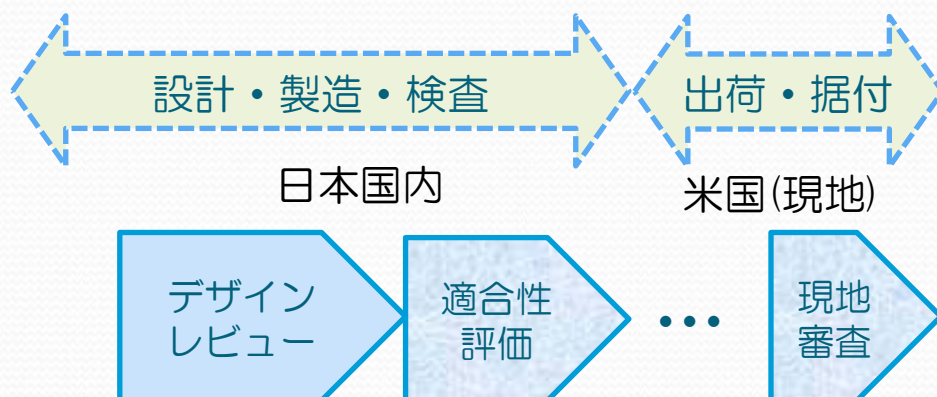 設計・製造・検査
出荷・据付
日本国内
米国(現地)
デザイン
レビュー
適合性
評価
・・・
現地
審査